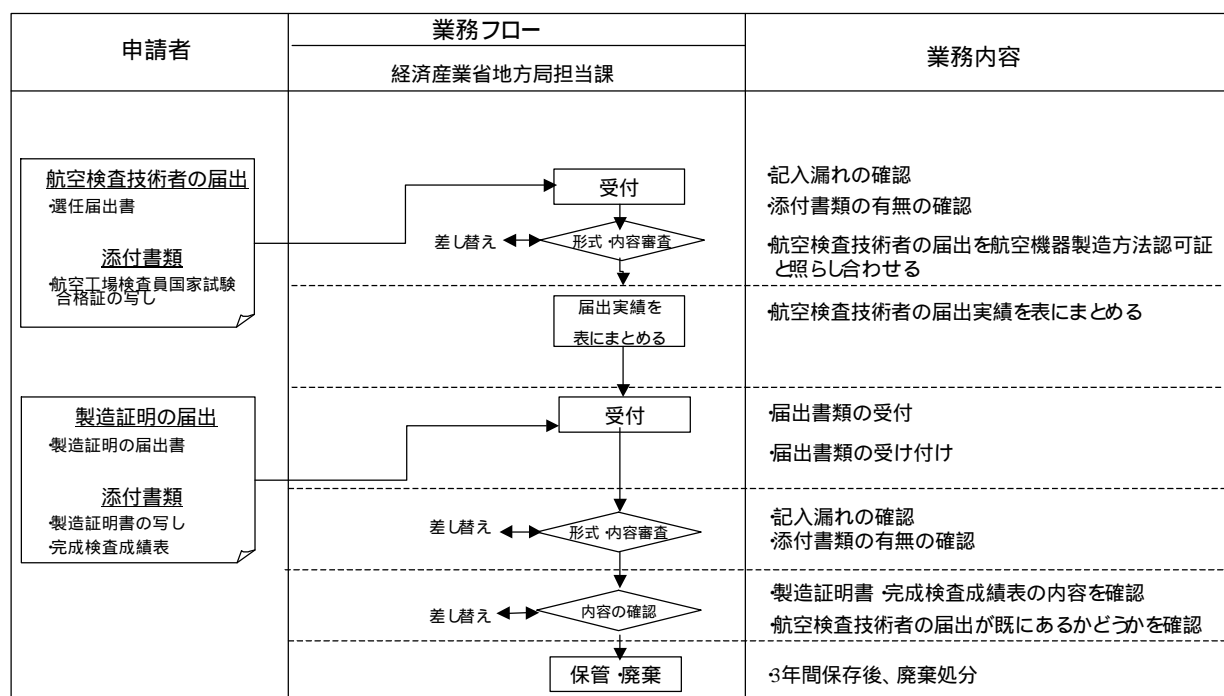 申請者
業務フロー
経済産業省地方局担当課
業務内容
航空検査技術者の届出
・選任届出書
添付書類
・航空工場検査員国家試験
合格証の写し
受付
差し替え
形式・内容審査
・記入漏れの確認
・添付書類の有無の確認
・航空検査技術者の届出を航空機器製造方法認可証
と照らし合わせる
届出実績を
表にまとめる
・航空検査技術者の届出実績を表にまとめる
製造証明の届出
・製造証明の届出書
添付書類
・製造証明書の写し
・完成検査成績表
受付
・届出書類の受付
・届出書類の受け付け
差し替え
形式・内容審査
・記入漏れの確認
・添付書類の有無の確認
差し替え
内容の確認
・製造証明書・完成検査成績表の内容を確認
・航空検査技術者の届出が既にあるかどうかを確認
保管・廃棄
・3年間保存後、廃棄処分